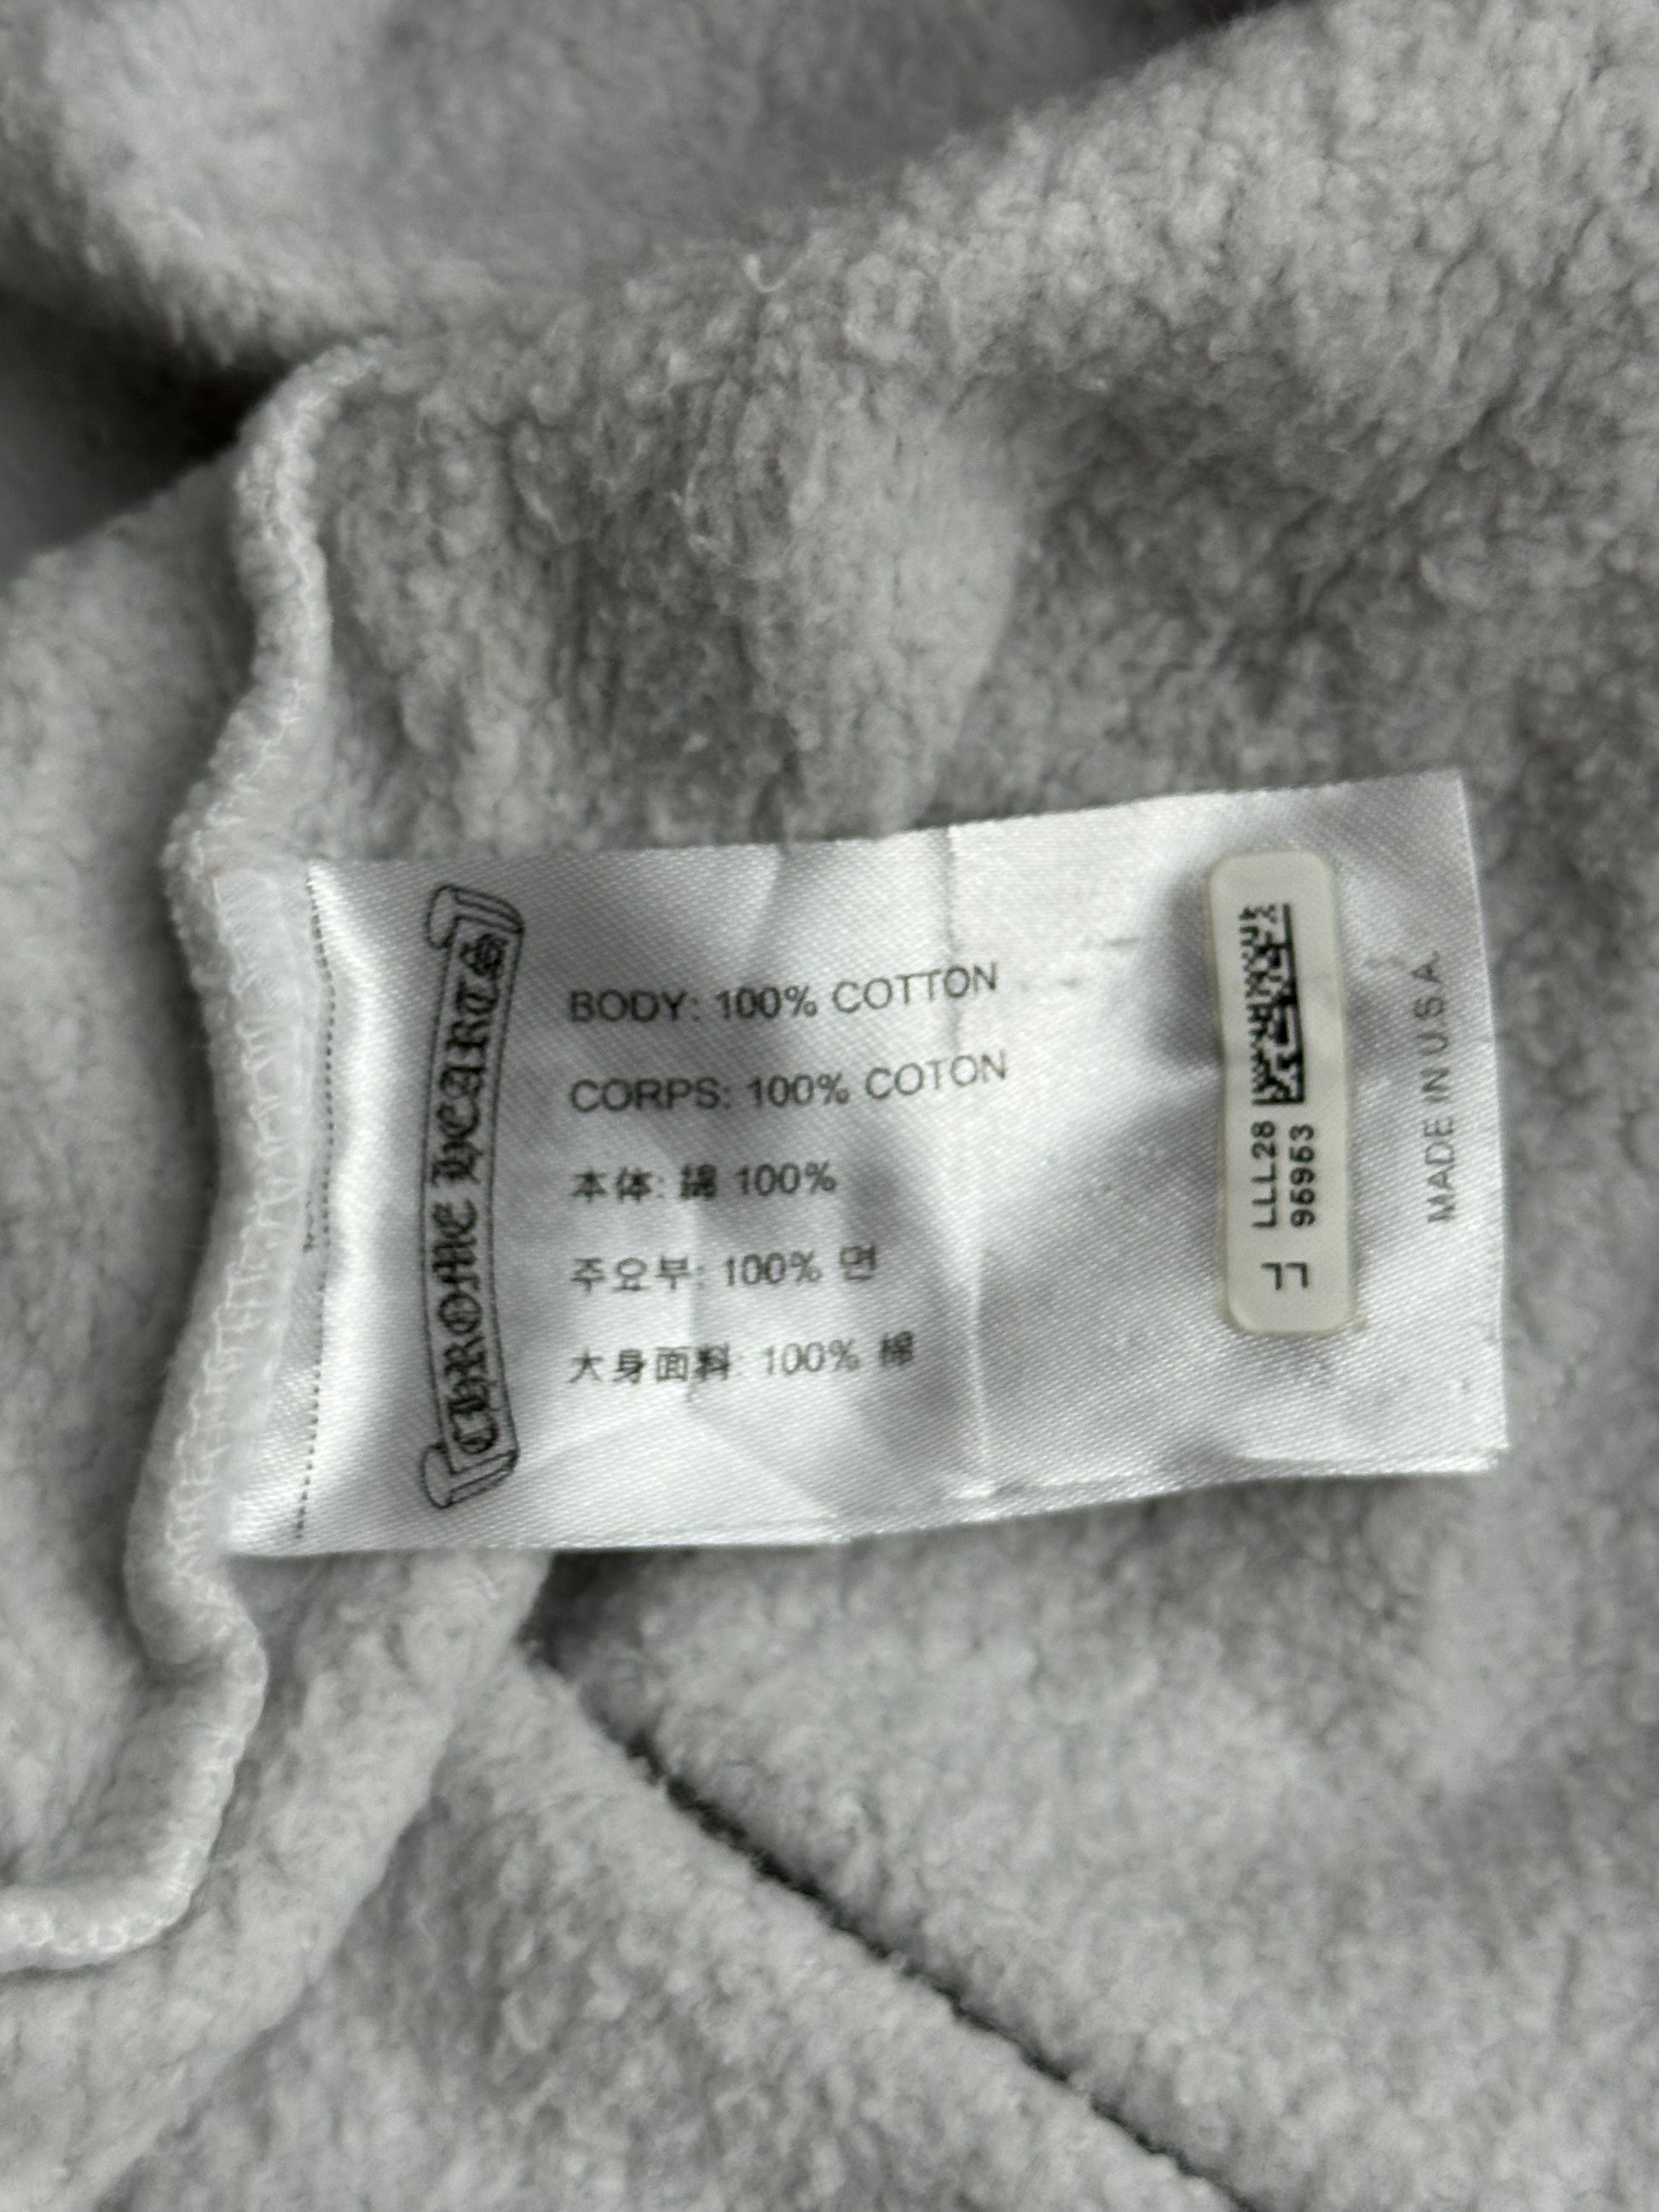 CHROME HEARTS
BODY: 100% COTTON
CORPS: 100% COTON
本体: 綿 100%
주요부: 100% 면
大身面料: 100% 棉
LLL28
95953
MADE IN U.S.A.